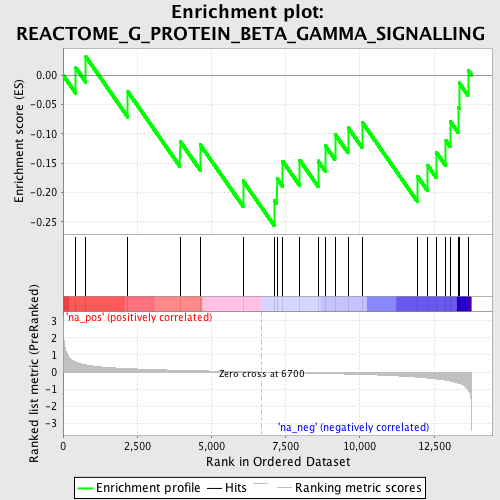 Enrichment plot:
REACTOME_G_PROTEIN_BETA_GAMMA_SIGNALLING
Enrichment score (ES)
0.00
-0.05
-0.10
-0.15
-0.20
-0.25
Ranked list metric (PreRanked)
3
2
1
0
-1
-2
-3
'na_pos' (positively correlated)
Zero cross at 6700
'na_neg' (negatively correlated)
0
2,500
5,000
7,500
10,000
12,500
Rank in Ordered Dataset
Enrichment profile
Hits
Ranking metric scores